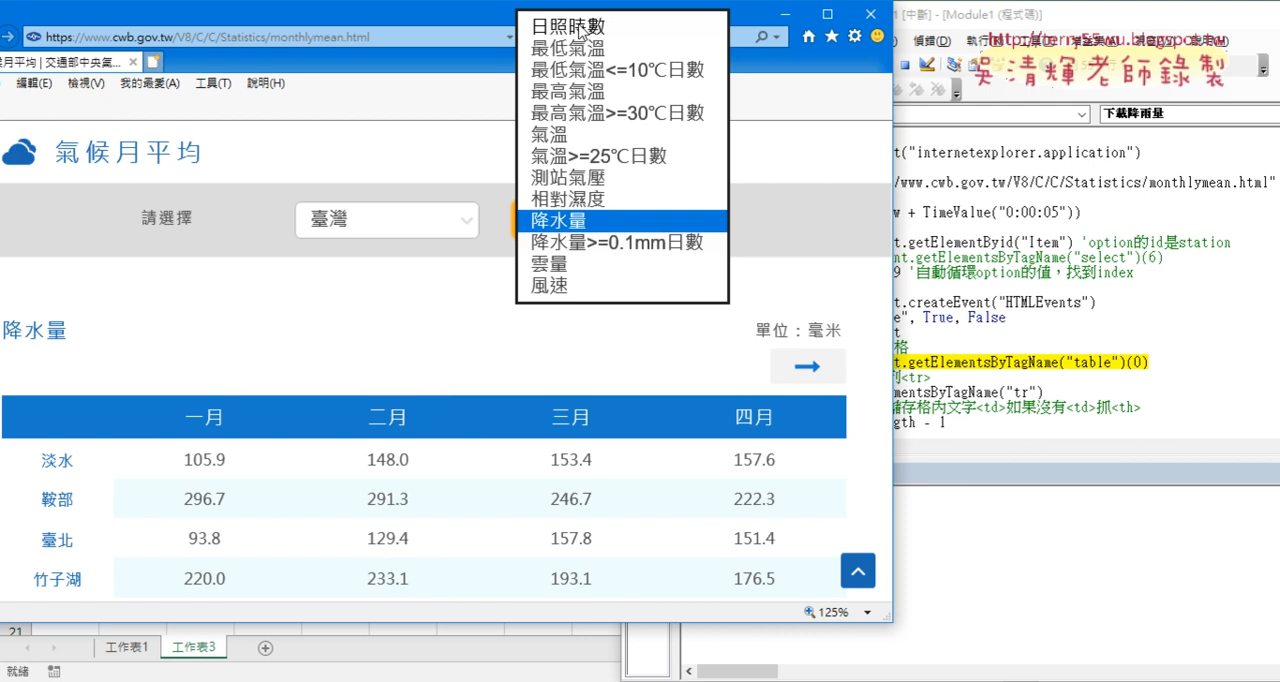 https://www.cwb.gov.tw/V8/C/C/Statistics/monthlymean.html
月平均 | 交通部中央氣...
編輯(E) 檢視(V) 我的最愛(A) 工具(T) 說明(H)
氣候月平均
請選擇
臺灣
日照時數
最低氣溫
最低氣溫<=10℃日數
最高氣溫
最高氣溫>=30℃日數
氣溫
氣溫>=25℃日數
測站氣壓
相對濕度
降水量
降水量>=0.1mm日數
雲量
風速
降水量
單位：毫米
一月 二月 三月 四月
淡水 105.9 148.0 153.4 157.6
鞍部 296.7 291.3 246.7 222.3
臺北 93.8 129.4 157.8 151.4
竹子湖 220.0 233.1 193.1 176.5
125%
21
工作表1 工作表3
就緒
[中斷] - [Module1 (程式碼)]
偵錯(D)
吳清輝老師錄製
下載降雨量
t("internetexplorer.application")
/www.cwb.gov.tw/V8/C/C/Statistics/monthlymean.html"
w + TimeValue("0:00:05"))
t.getElementByid("Item") 'option的id是station
ent.getElementsByTagName("select")(6)
9 '自動循環option的值，找到index
t.createEvent("HTMLEvents")
e", True, False
t
格
t.getElementsByTagName("table")(0)
列<tr>
mentsByTagName("tr")
儲存格內文字<td>如果沒有<td>抓<th>
gth - 1